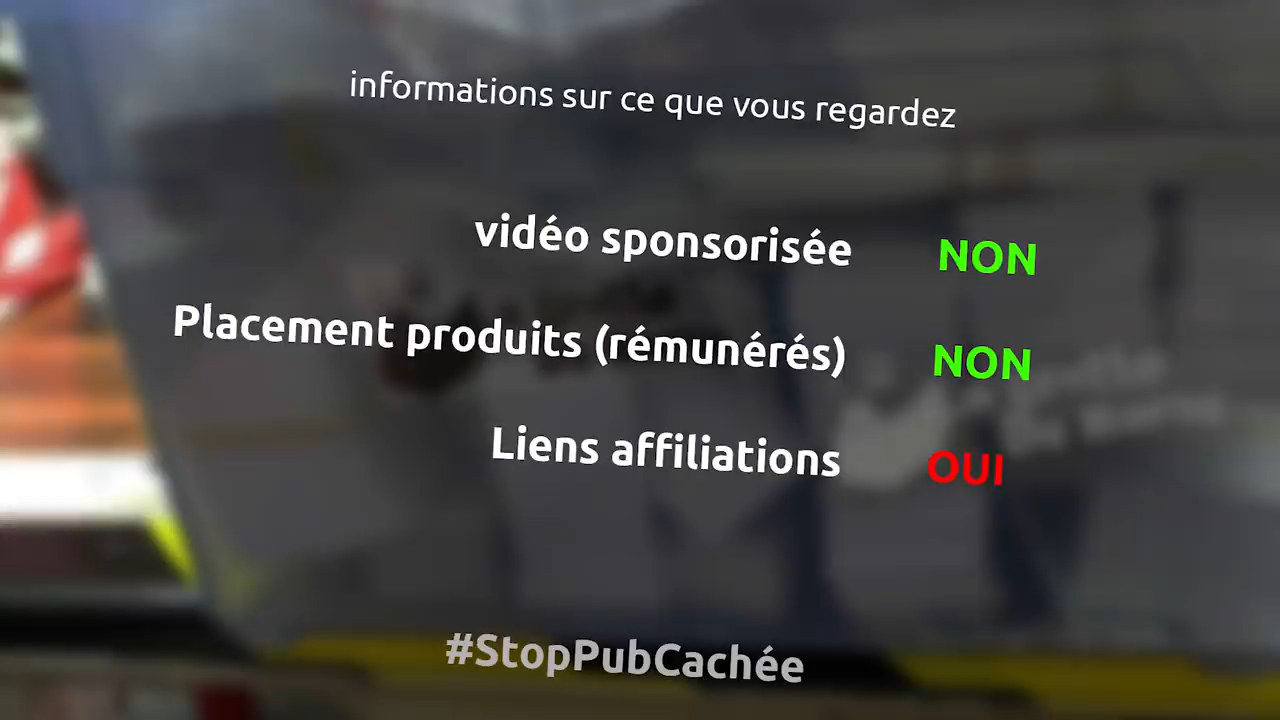 informations sur ce que vous regardez
vidéo sponsorisée NON
Placement produits (rémunérés) NON
Liens affiliations OUI
#StopPubCachée